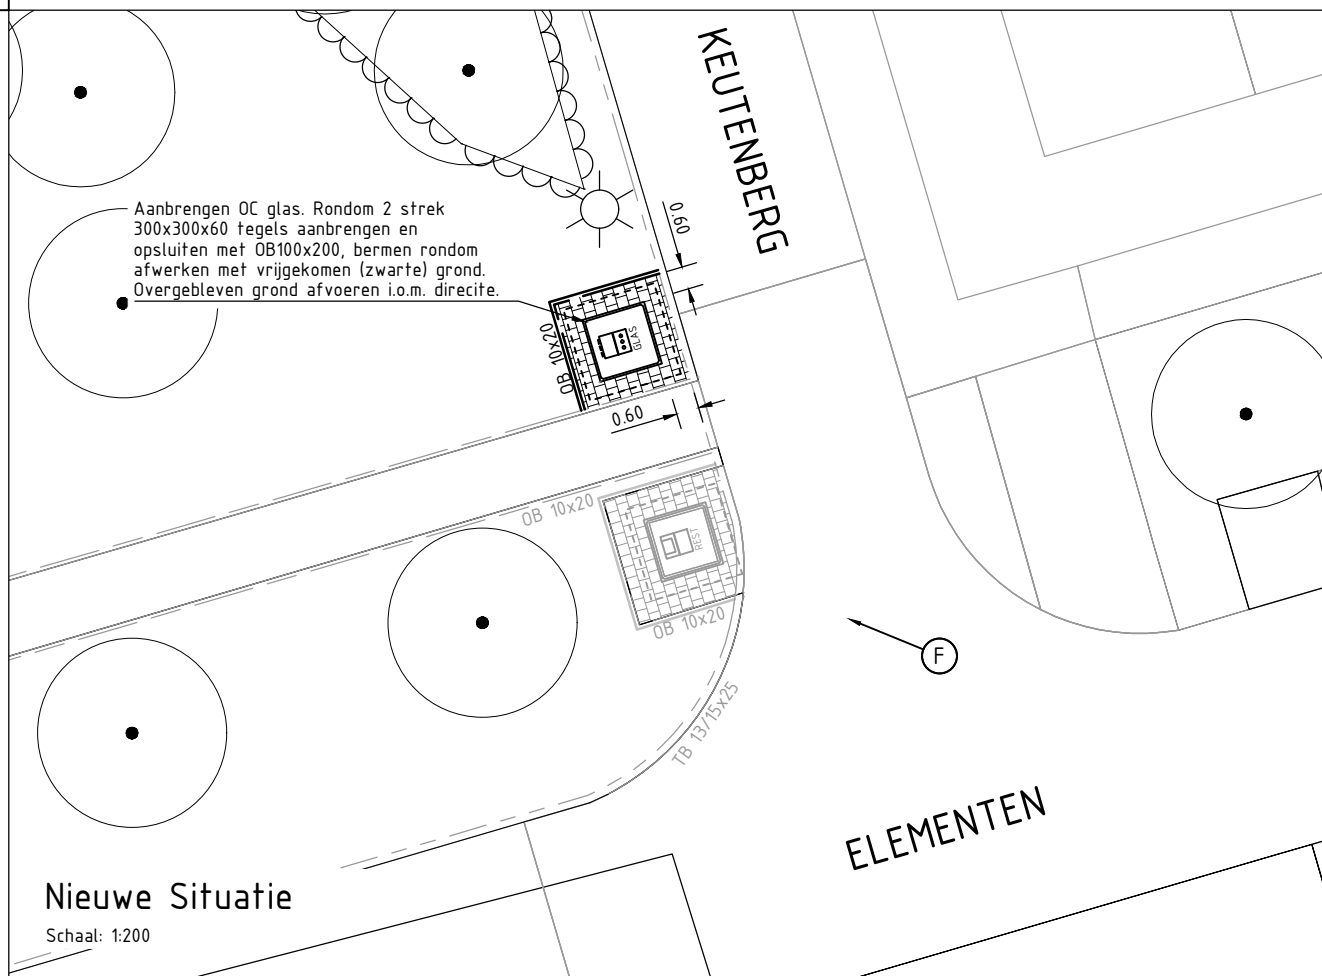 KEUTENBERG
Aanbrengen OC glas. Rondom 2 strek
300x300x60 tegels aanbrengen en
opsluiten met OB100x200, bermen rondom
afwerken met vrijgekomen (zwarte) grond.
Overgebleven grond afvoeren i.o.m. direcite.
0.60
OB 10x20
GLAS
0.60
OB 10x20
REST
OB 10x20
F
TB 13/15x25
ELEMENTEN
Nieuwe Situatie
Schaal: 1:200